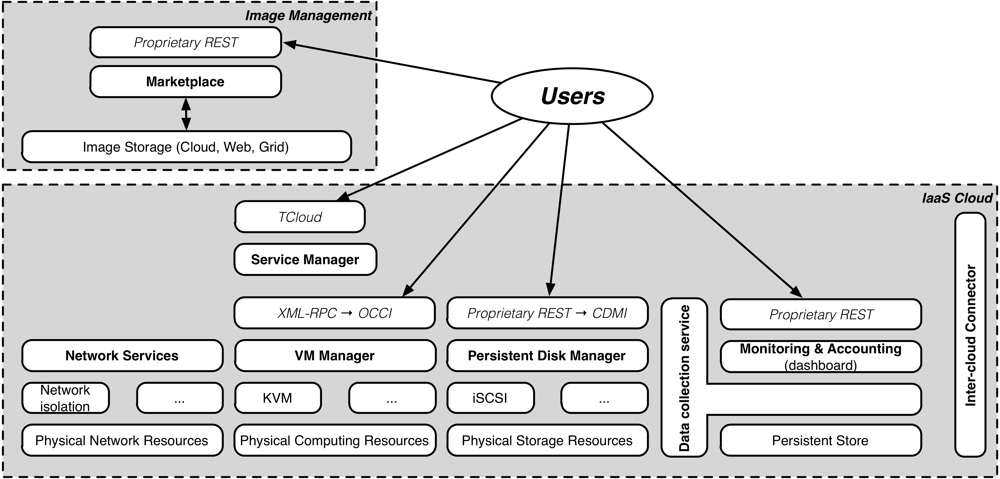 Image Management
Proprietary REST
Marketplace
Image Storage (Cloud, Web, Grid)
Users
IaaS Cloud
TCloud
Service Manager
XML-RPC → OCCI
Proprietary REST → CDMI
Proprietary REST
Network Services
VM Manager
Persistent Disk Manager
Data collection service
Monitoring & Accounting
(dashboard)
Inter-cloud Connector
Network
isolation
...
KVM
...
iSCSI
...
Physical Network Resources
Physical Computing Resources
Physical Storage Resources
Persistent Store